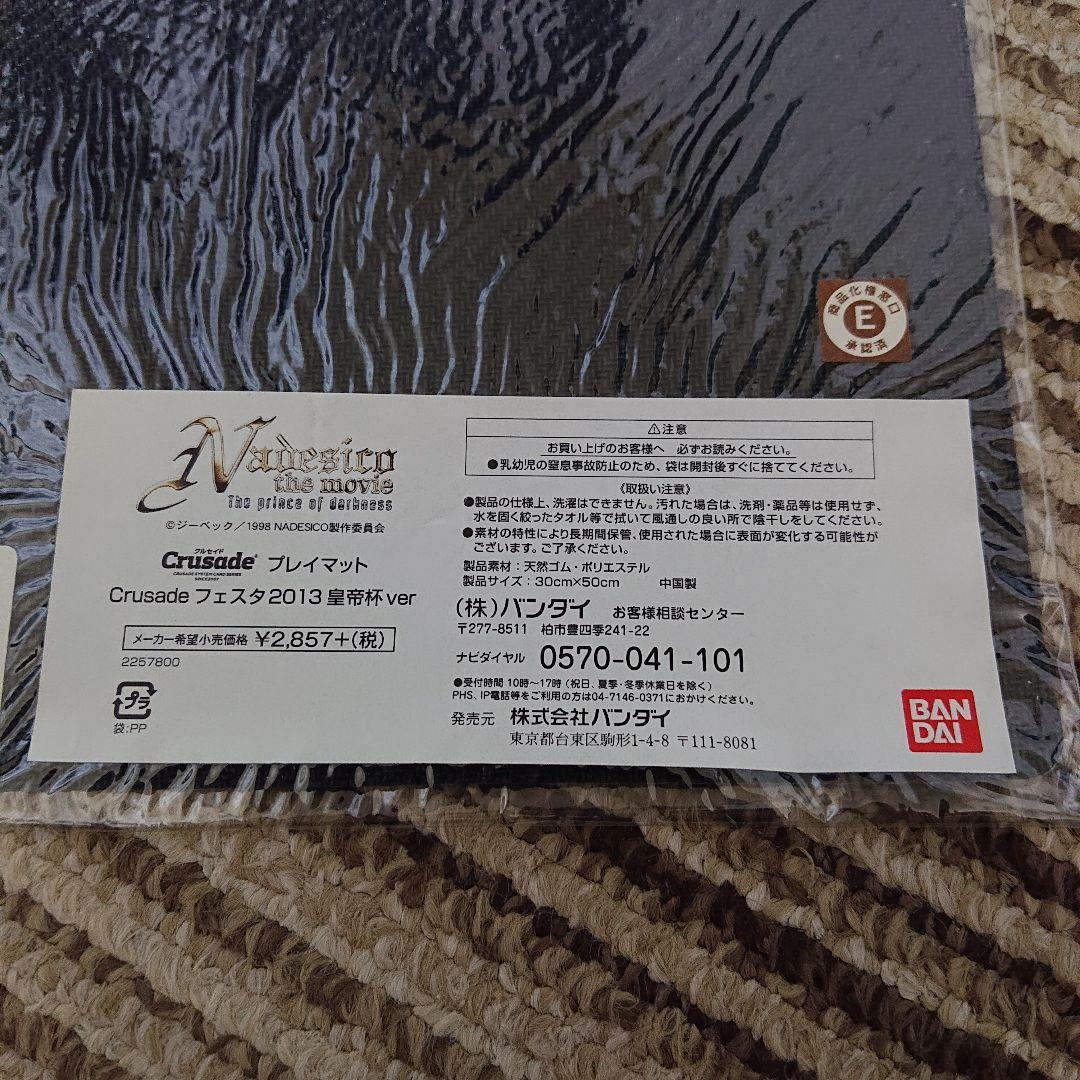 商品化権窓口
E
承認済
Nadesico
the movie
The prince of darkness
©ジーベック/1998 NADESICO製作委員会
クルセイド
Crusade プレイマット
CRUSADE SYSTEM CARD SERIES
SINCE2007
Crusade フェスタ2013 皇帝杯 ver
メーカー希望小売価格 ¥2,857+(税)
2257800
プラ
袋:PP
⚠注意
お買い上げのお客様へ 必ずお読みください。
●乳幼児の窒息事故防止のため、袋は開封後すぐに捨ててください。
《取扱い注意》
●製品の仕様上、洗濯はできません。汚れた場合は、洗剤・薬品等は使用せず、
水を固く絞ったタオル等で拭いて風通しの良い所で陰干しをしてください。
●素材の特性により長期間保管、使用された場合に表面が変化する可能性が
ございます。ご了承ください。
製品素材:天然ゴム・ポリエステル
製品サイズ:30cm×50cm 中国製
(株)バンダイ お客様相談センター
〒277-8511 柏市豊四季241-22
ナビダイヤル 0570-041-101
●受付時間 10時〜17時(祝日、夏季・冬季休業日を除く)
PHS、IP電話等をご利用の方は04-7146-0371におかけください。
発売元 株式会社バンダイ
東京都台東区駒形1-4-8 〒111-8081
BAN
DAI